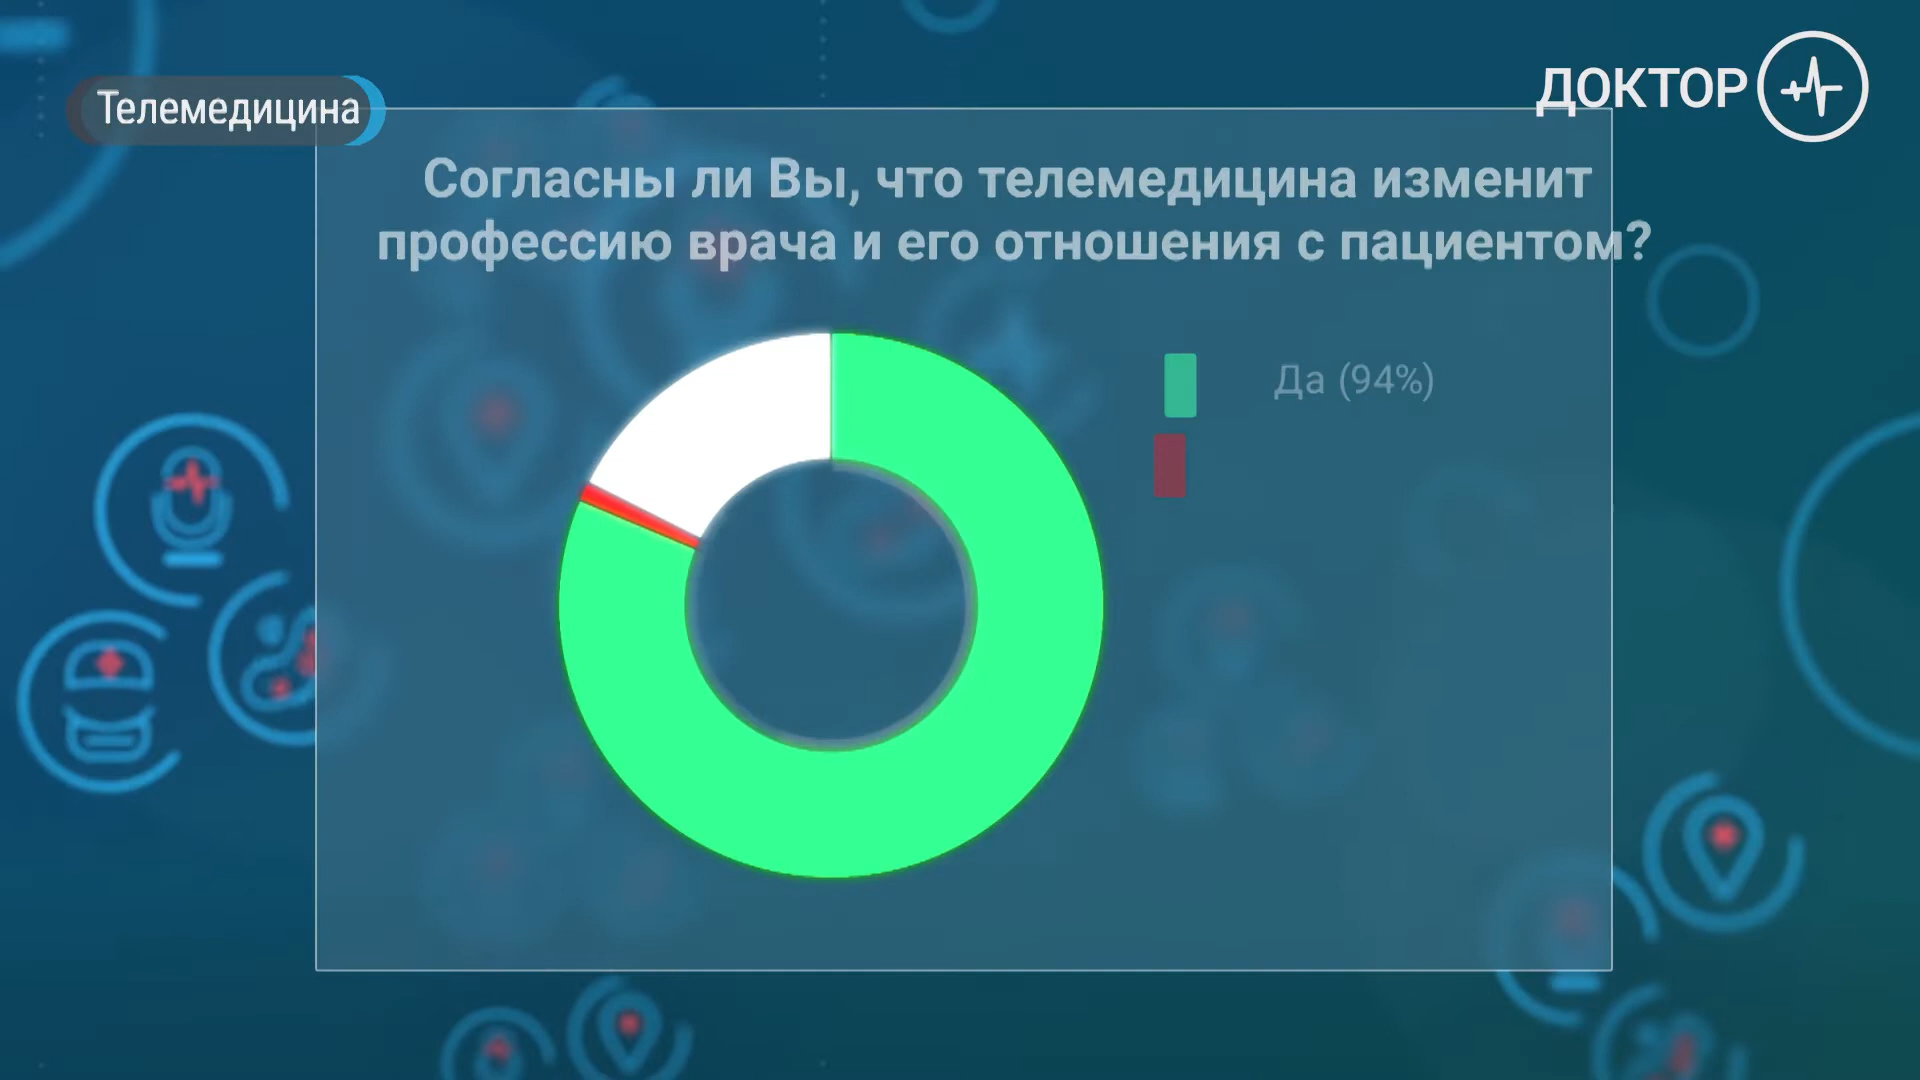 Телемедицина
ДОКТОР
Согласны ли Вы, что телемедицина изменит
профессию врача и его отношения с пациентом?
Да (94%)